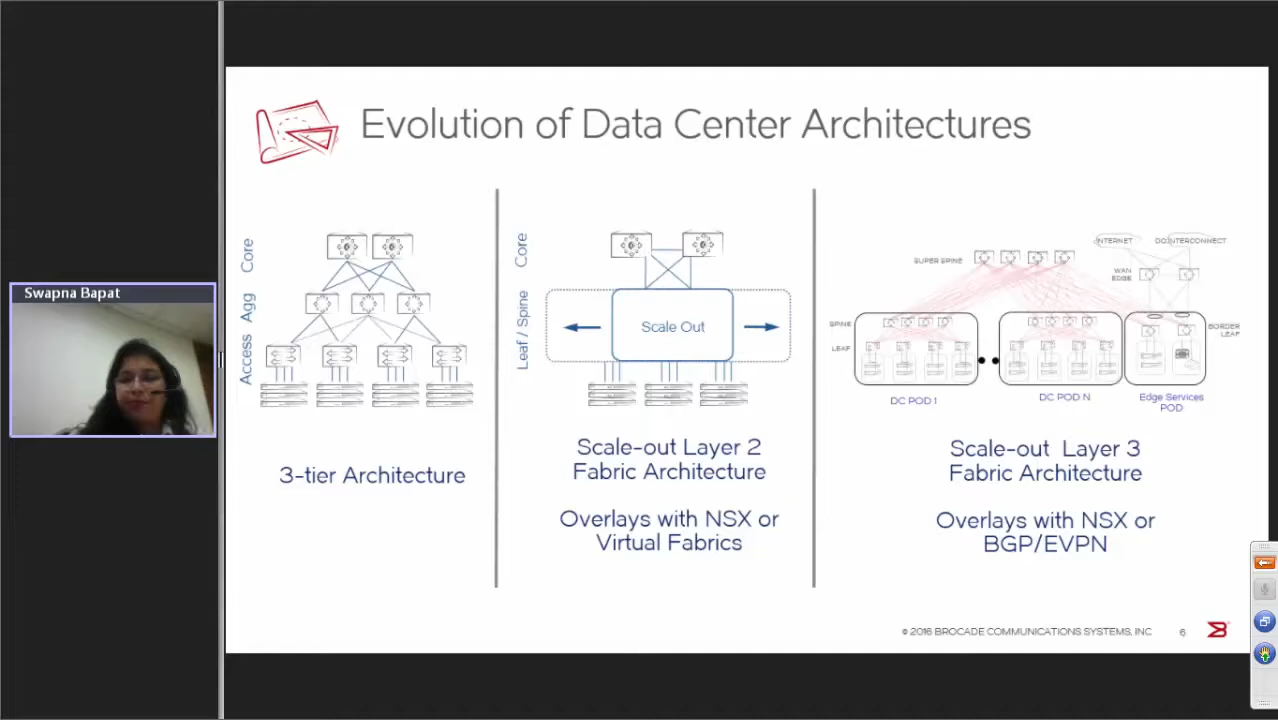 Swapna Bapat
Evolution of Data Center Architectures
Core
Agg
Access
3-tier Architecture
Core
Leaf / Spine
Scale Out
Scale-out Layer 2
Fabric Architecture
Overlays with NSX or
Virtual Fabrics
INTERNET
DC INTERCONNECT
SUPER SPINE
WAN
EDGE
SPINE
LEAF
BORDER
LEAF
DC POD 1
DC POD N
Edge Services
POD
Scale-out Layer 3
Fabric Architecture
Overlays with NSX or
BGP/EVPN
© 2016 BROCADE COMMUNICATIONS SYSTEMS, INC
6